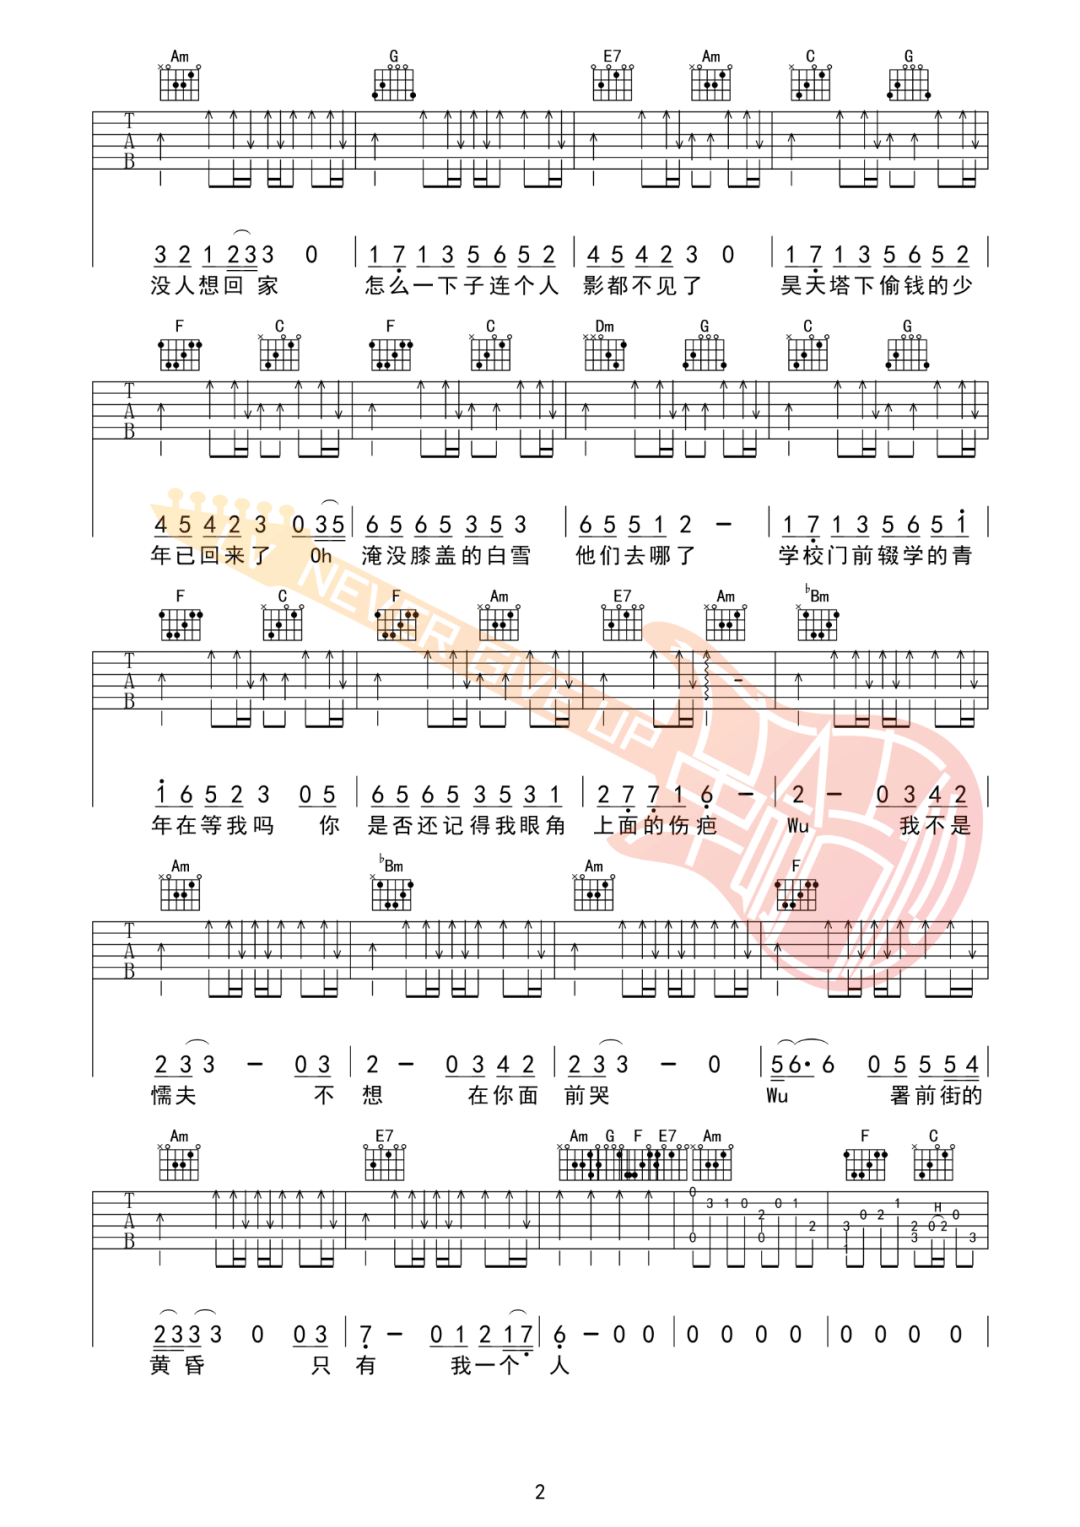 Am G E7 Am C G
T
A
B
3 2 1 2 3 3 0 1 7 1 3 5 6 5 2 4 5 4 2 3 0 1 7 1 3 5 6 5 2
没人想回家 怎么一下子连个人 影都不见了 昊天塔下偷钱的少
F C F C Dm G C G
T
A
B
4 5 4 2 3 0 3 5 6 5 6 5 3 5 3 6 5 5 1 2 - 1 7 1 3 5 6 5 1
年已回来了 Oh 淹没膝盖的白雪 他们去哪了 学校门前辍学的青
F C F Am E7 Am ♭Bm
T
A
B
1 6 5 2 3 0 5 6 5 6 5 3 5 3 1 2 7 7 1 6 - 2 - 0 3 4 2
年在等我吗 你 是否还记得我眼角 上面的伤疤 Wu 我不是
Am ♭Bm Am F
T
A
B
2 3 3 - 0 3 2 - 0 3 4 2 2 3 3 - 0 5 6· 6 0 5 5 5 4
懦夫 不 想 在你面 前哭 Wu 署前街的
Am E7 Am G F E7 Am F C
T
A
B
0 3 1 0 2 0 1 2 0 0 3 1 0 2 1 2 3 H 0 2 0 3
2 3 3 3 0 0 3 7 - 0 1 2 1 7 6 - 0 0 0 0 0 0 0 0 0 0
黄昏 只 有 我一个 人
NEVER GIVE UP
2